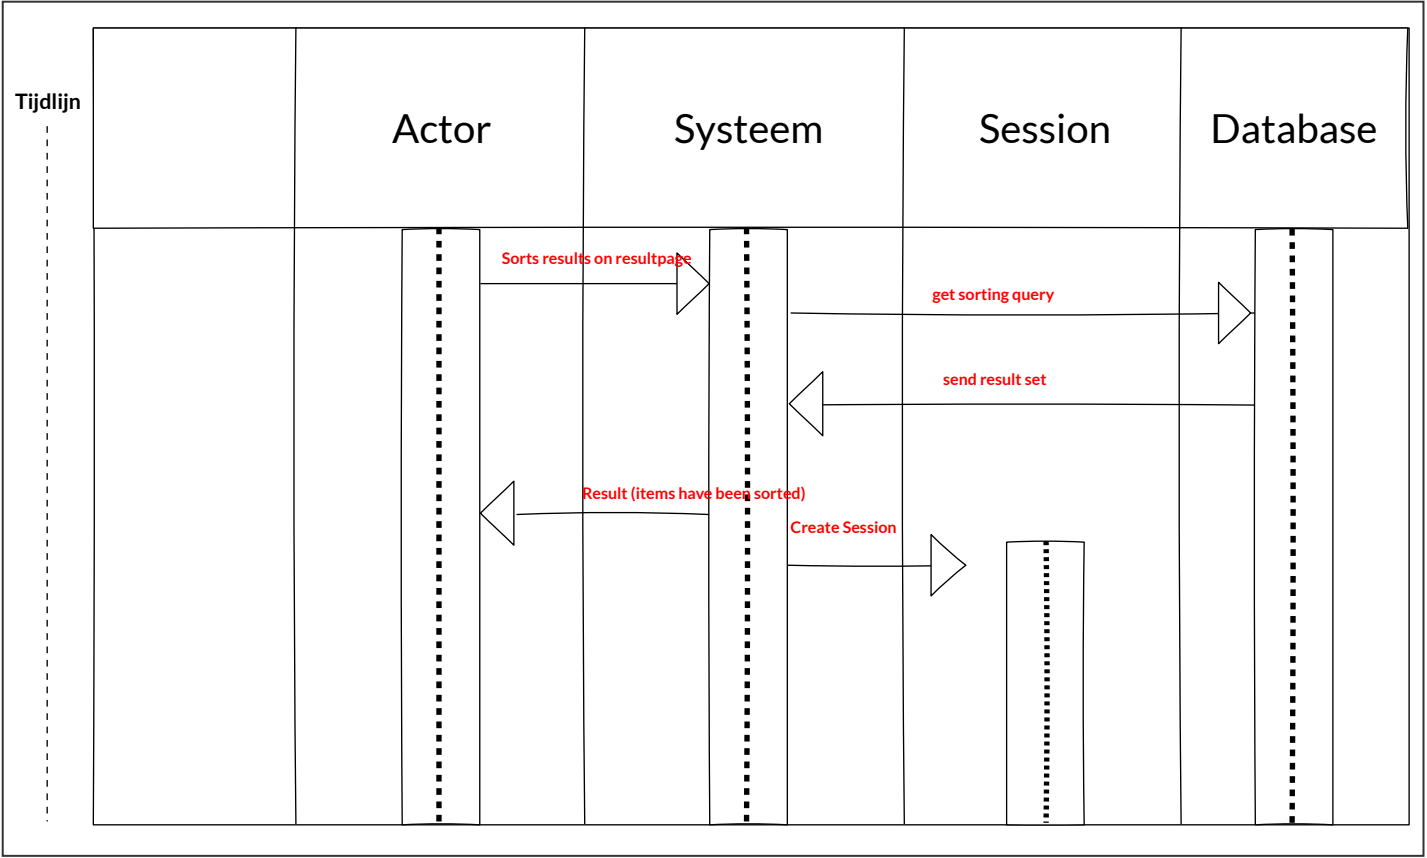 Tijdlijn
Actor
Systeem
Session
Database
Sorts results on resultpage
get sorting query
send result set
Result (items have been sorted)
Create Session